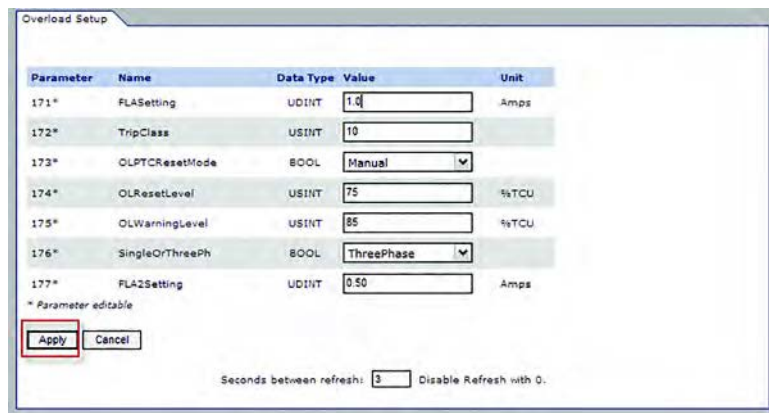 Overload Setup
Parameter Name Data Type Value Unit
171* FLASetting UDINT 1.0 Amps
172* TripClass USINT 10
173* OLPTCResetMode BOOL Manual
174* OLResetLevel USINT 75 %TCU
175* OLWarningLevel USINT 85 %TCU
176* SingleOrThreePh BOOL ThreePhase
177* FLA2Setting UDINT 0.50 Amps
* Parameter editable
Apply Cancel
Seconds between refresh: 3 Disable Refresh with 0.